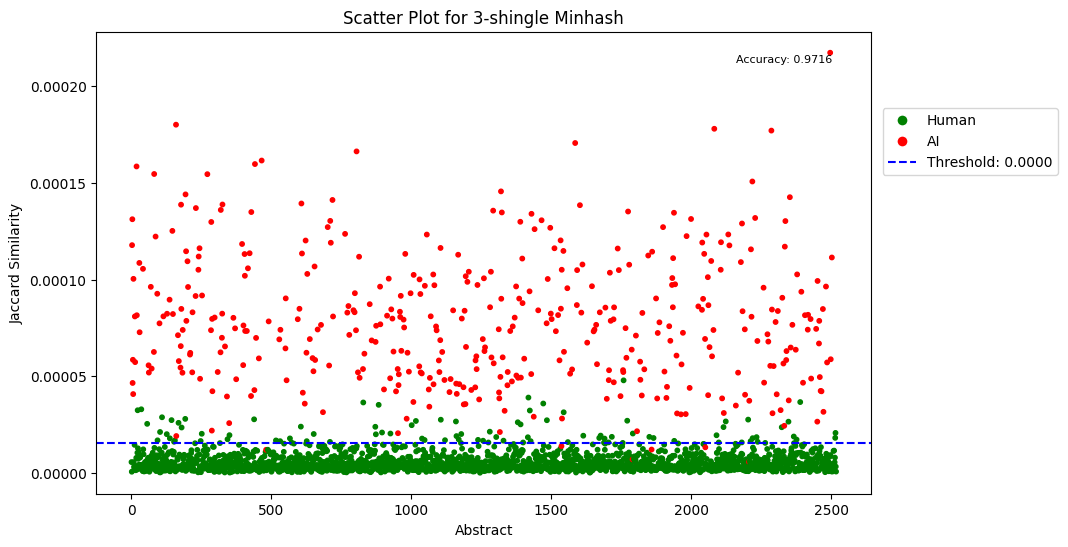 Scatter Plot for 3-shingle Minhash
Accuracy: 0.9716
0.00020
0.00015
0.00010
0.00005
0.00000
Jaccard Similarity
0
500
1000
1500
2000
2500
Abstract
Human
AI
Threshold: 0.0000